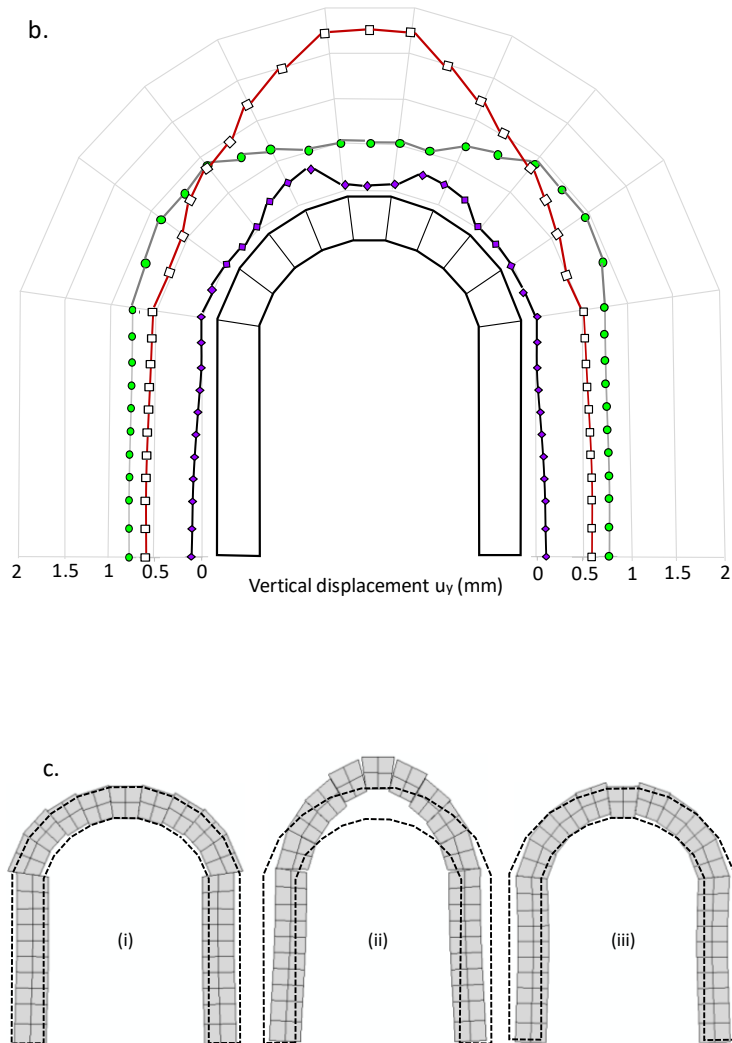 b.
2 1.5 1 0.5 0 0 0.5 1 1.5 2
Vertical displacement uy (mm)
c.
(i) (ii) (iii)